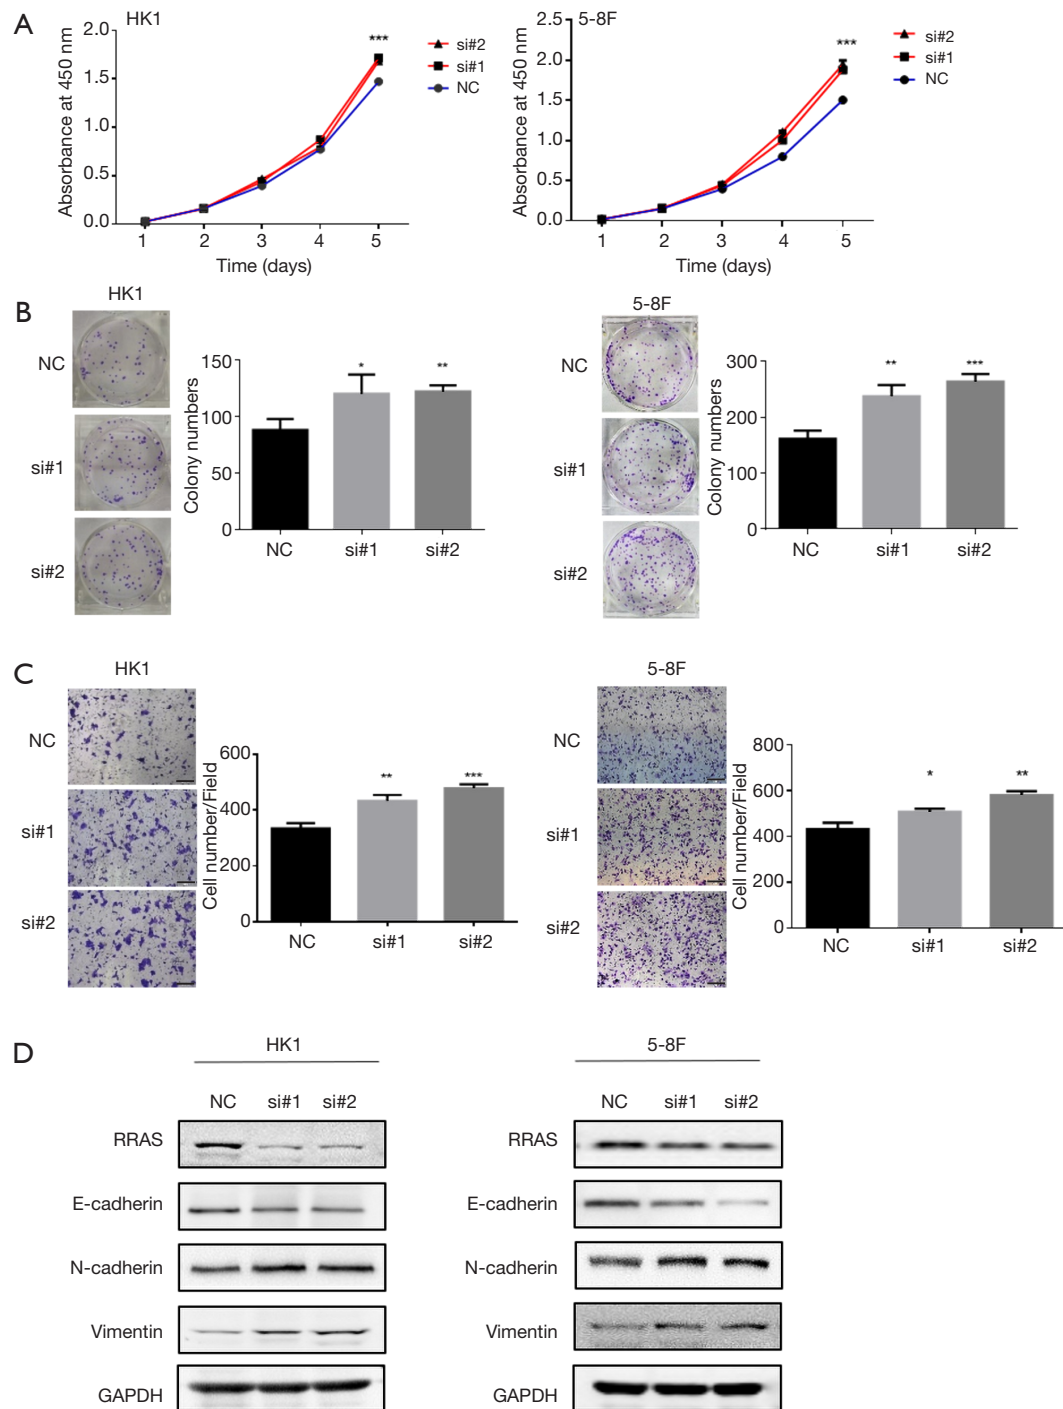 A
HK1
Absorbance at 450 nm
2.0
1.5
1.0
0.5
0.0
1 2 3 4 5
Time (days)
***
si#2
si#1
NC
5-8F
Absorbance at 450 nm
2.5
2.0
1.5
1.0
0.5
0.0
1 2 3 4 5
Time (days)
***
si#2
si#1
NC
B
HK1
NC
si#1
si#2
Colony numbers
150
100
50
0
* **
NC si#1 si#2
5-8F
NC
si#1
si#2
Colony numbers
300
200
100
0
** ***
NC si#1 si#2
C
HK1
NC
si#1
si#2
Cell number/Field
600
400
200
0
** ***
NC si#1 si#2
5-8F
NC
si#1
si#2
Cell number/Field
800
600
400
200
0
* **
NC si#1 si#2
D
HK1
NC si#1 si#2
RRAS
E-cadherin
N-cadherin
Vimentin
GAPDH
5-8F
NC si#1 si#2
RRAS
E-cadherin
N-cadherin
Vimentin
GAPDH